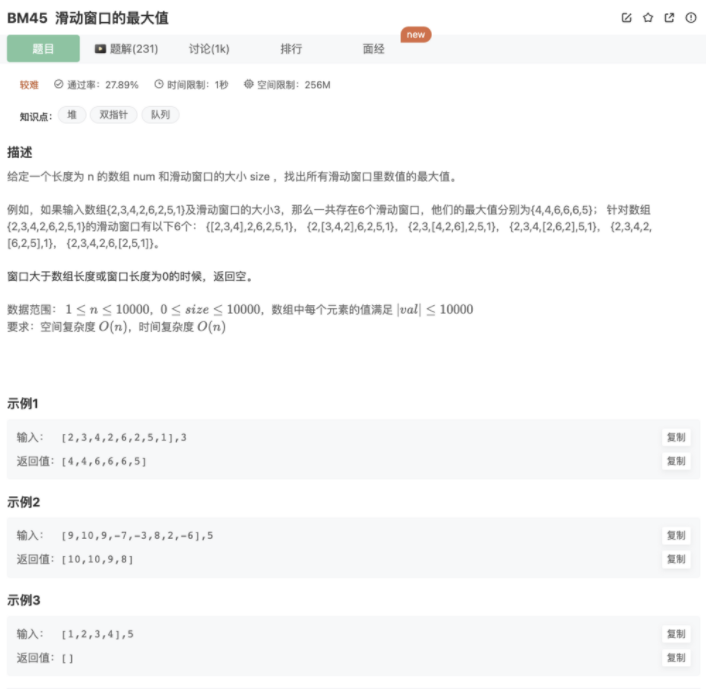 BM45 滑动窗口的最大值
题目 题解(231) 讨论(1k) 排行 面经 new
较难 通过率：27.89% 时间限制：1秒 空间限制：256M
知识点： 堆 双指针 队列
描述
给定一个长度为 n 的数组 num 和滑动窗口的大小 size ，找出所有滑动窗口里数值的最大值。
例如，如果输入数组{2,3,4,2,6,2,5,1}及滑动窗口的大小3，那么一共存在6个滑动窗口，他们的最大值分别为{4,4,6,6,6,5}； 针对数组
{2,3,4,2,6,2,5,1}的滑动窗口有以下6个： {[2,3,4],2,6,2,5,1}， {2,[3,4,2],6,2,5,1}， {2,3,[4,2,6],2,5,1}， {2,3,4,[2,6,2],5,1}， {2,3,4,2,
[6,2,5],1}， {2,3,4,2,6,[2,5,1]}。
窗口大于数组长度或窗口长度为0的时候，返回空。
数据范围： 1 ≤ n ≤ 10000，0 ≤ size ≤ 10000，数组中每个元素的值满足 |val| ≤ 10000
要求：空间复杂度 O(n)，时间复杂度 O(n)
示例1
输入： [2,3,4,2,6,2,5,1],3 复制
返回值：[4,4,6,6,6,5] 复制
示例2
输入： [9,10,9,-7,-3,8,2,-6],5 复制
返回值：[10,10,9,8] 复制
示例3
输入： [1,2,3,4],5 复制
返回值：[] 复制